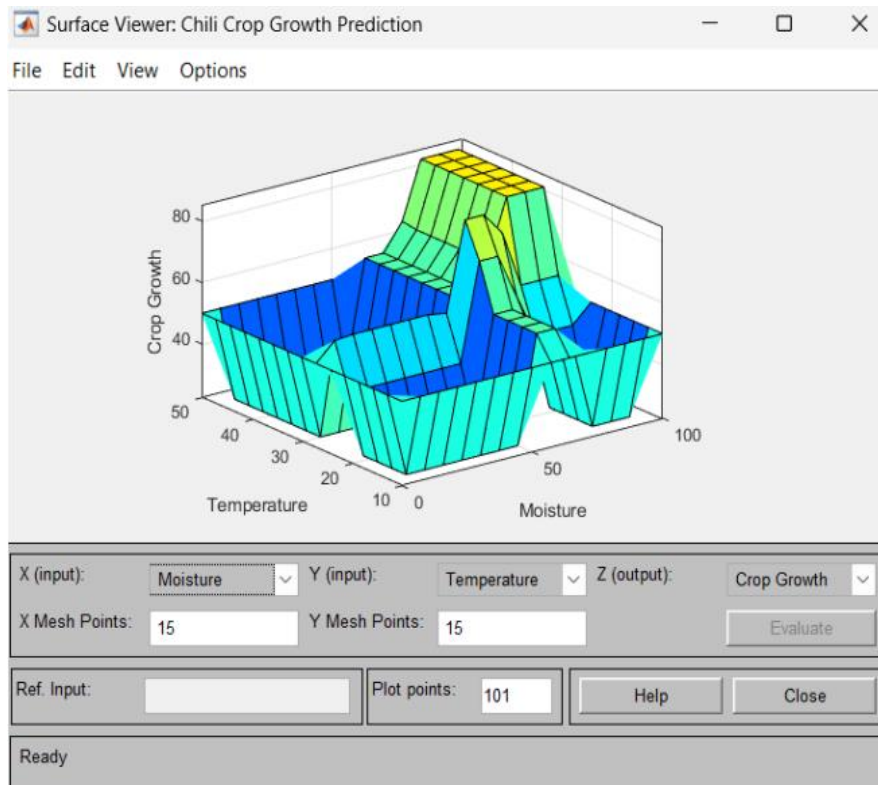 Surface Viewer: Chili Crop Growth Prediction
File Edit View Options
80
60
40
Crop Growth
50
40
30
20
10
Temperature
0
50
100
Moisture
X (input): Moisture Y (input): Temperature Z (output): Crop Growth
X Mesh Points: 15 Y Mesh Points: 15 Evaluate
Ref. Input: Plot points: 101 Help Close
Ready